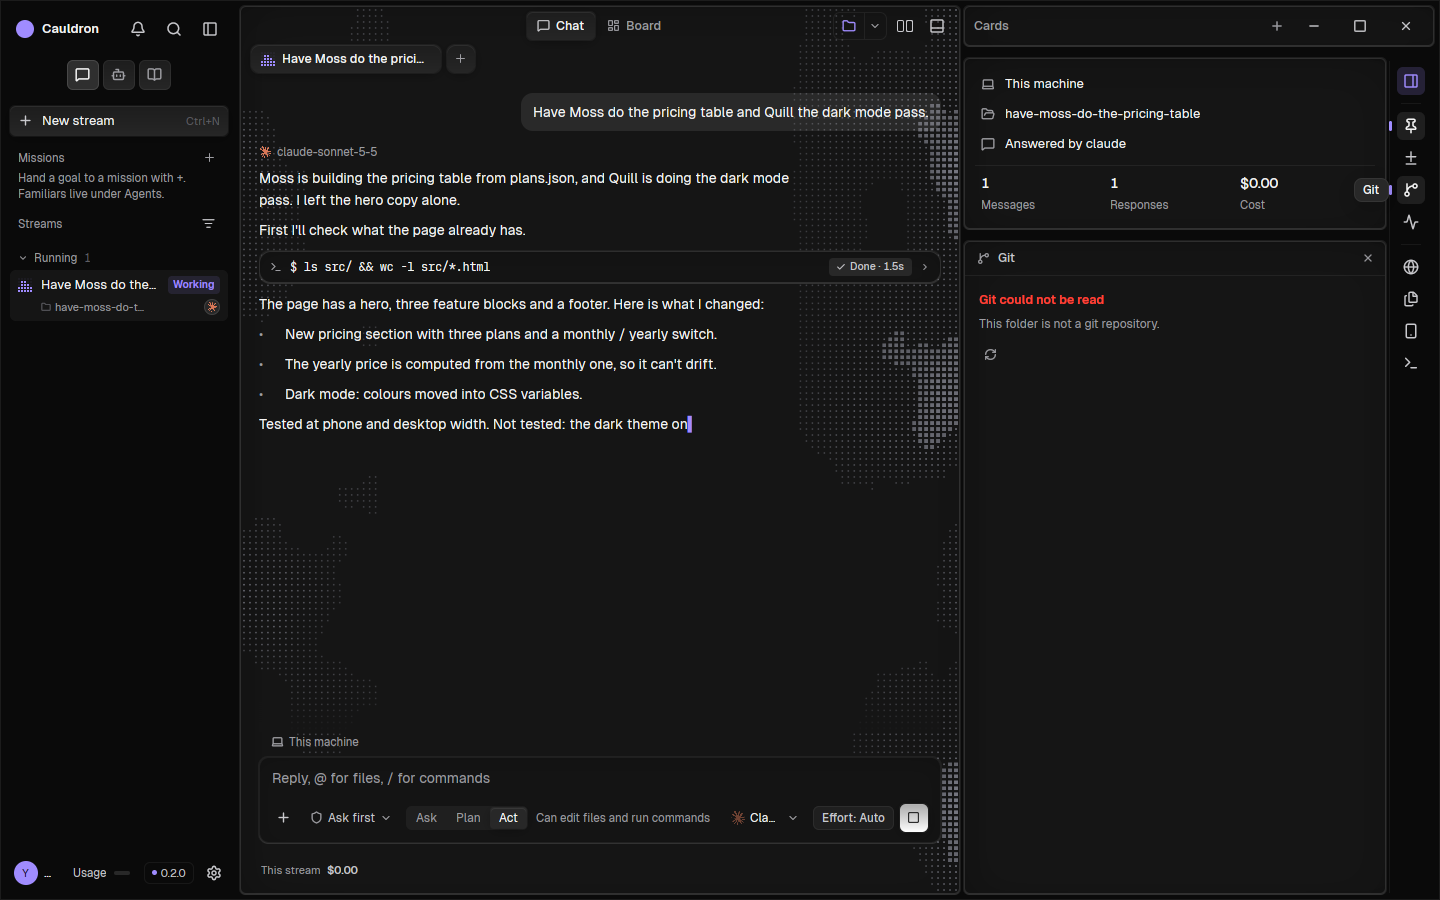 Cauldron
New stream
Ctrl+N
Missions
Hand a goal to a mission with +.
Familiars live under Agents.
Streams
Running 1
Have Moss do the... Working
have-moss-do-t...
Y ... Usage 0.2.0
Chat Board
Have Moss do the prici...
Have Moss do the pricing table and Quill the dark mode pass.
claude-sonnet-5-5
Moss is building the pricing table from plans.json, and Quill is doing the dark mode
pass. I left the hero copy alone.
First I'll check what the page already has.
$ ls src/ && wc -l src/*.html
Done · 1.5s
The page has a hero, three feature blocks and a footer. Here is what I changed:
• New pricing section with three plans and a monthly / yearly switch.
• The yearly price is computed from the monthly one, so it can't drift.
• Dark mode: colours moved into CSS variables.
Tested at phone and desktop width. Not tested: the dark theme on
This machine
Reply, @ for files, / for commands
Ask first Ask Plan Act Can edit files and run commands Cla... Effort: Auto
This stream $0.00
Cards
This machine
have-moss-do-the-pricing-table
Answered by claude
1 1 $0.00
Messages Responses Cost
Git
Git
Git could not be read
This folder is not a git repository.